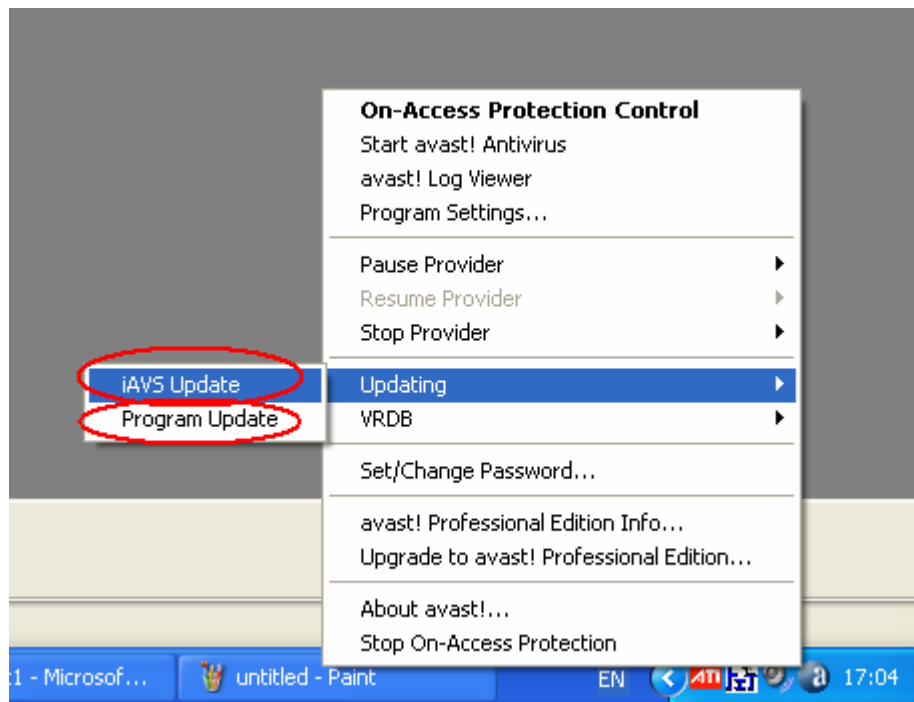 On-Access Protection Control
Start avast! Antivirus
avast! Log Viewer
Program Settings...
Pause Provider
Resume Provider
Stop Provider
iAVS Update
Updating
Program Update
VRDB
Set/Change Password...
avast! Professional Edition Info...
Upgrade to avast! Professional Edition...
About avast!...
Stop On-Access Protection
1 - Microsof...
untitled - Paint
EN
ATI
a
17:04